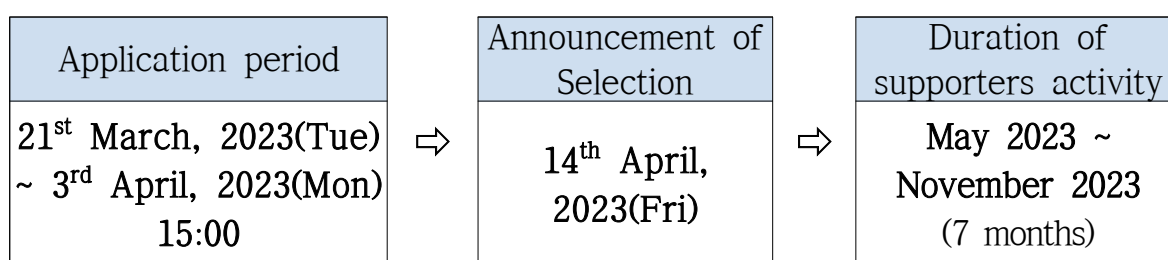 Application period
21st March, 2023(Tue)
~ 3rd April, 2023(Mon)
15:00
⇨
Announcement of
Selection
14th April,
2023(Fri)
⇨
Duration of
supporters activity
May 2023 ~
November 2023
(7 months)